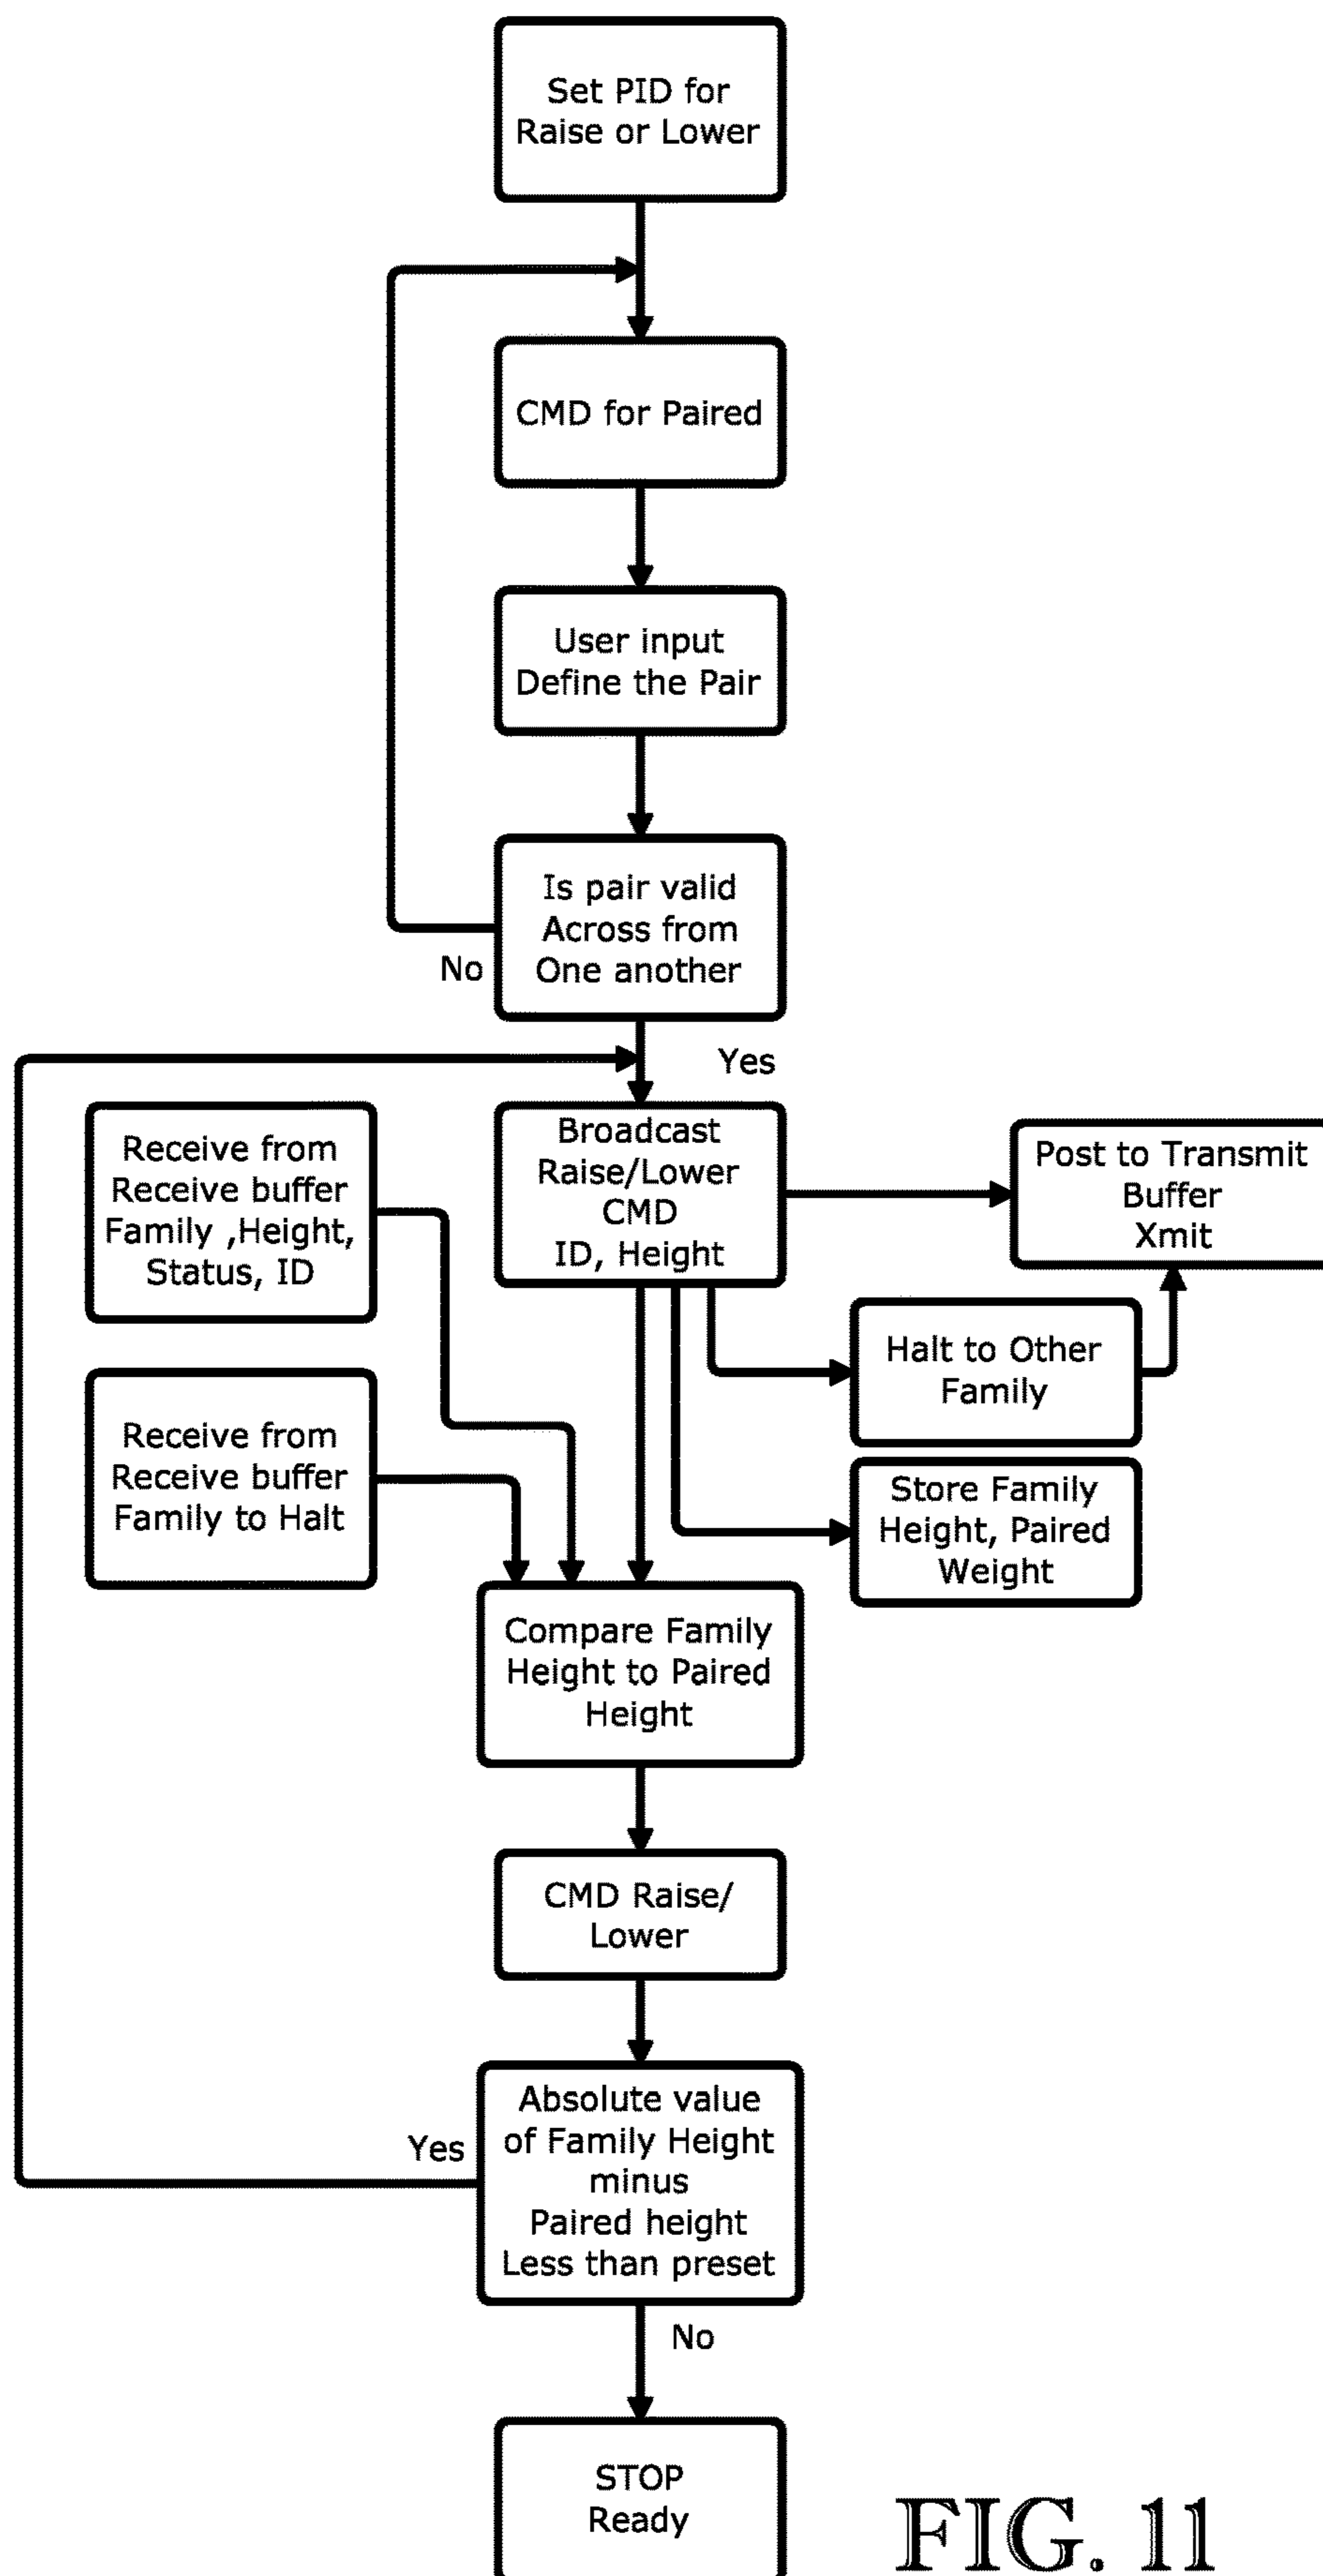 Set PID for
Raise or Lower
CMD for Paired
User input
Define the Pair
Is pair valid
Across from
One another
No
Yes
Broadcast
Raise/Lower
CMD
ID, Height
Post to Transmit
Buffer
Xmit
Receive from
Receive buffer
Family ,Height,
Status, ID
Halt to Other
Family
Receive from
Receive buffer
Family to Halt
Store Family
Height, Paired
Weight
Compare Family
Height to Paired
Height
CMD Raise/
Lower
Absolute value
of Family Height
minus
Paired height
Less than preset
Yes
No
STOP
Ready
FIG. 11